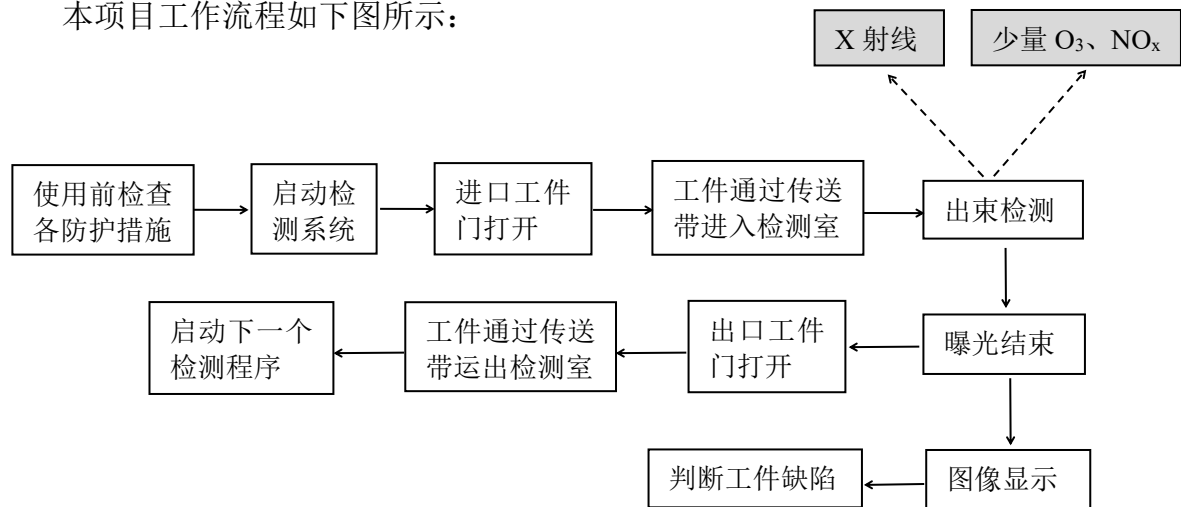 本项目工作流程如下图所示：
X 射线
少量 O₃、NOₓ
使用前检查
各防护措施
启动检
测系统
进口工件
门打开
工件通过传送
带进入检测室
出束检测
启动下一个
检测程序
工件通过传送
带运出检测室
出口工件
门打开
曝光结束
判断工件缺陷
图像显示